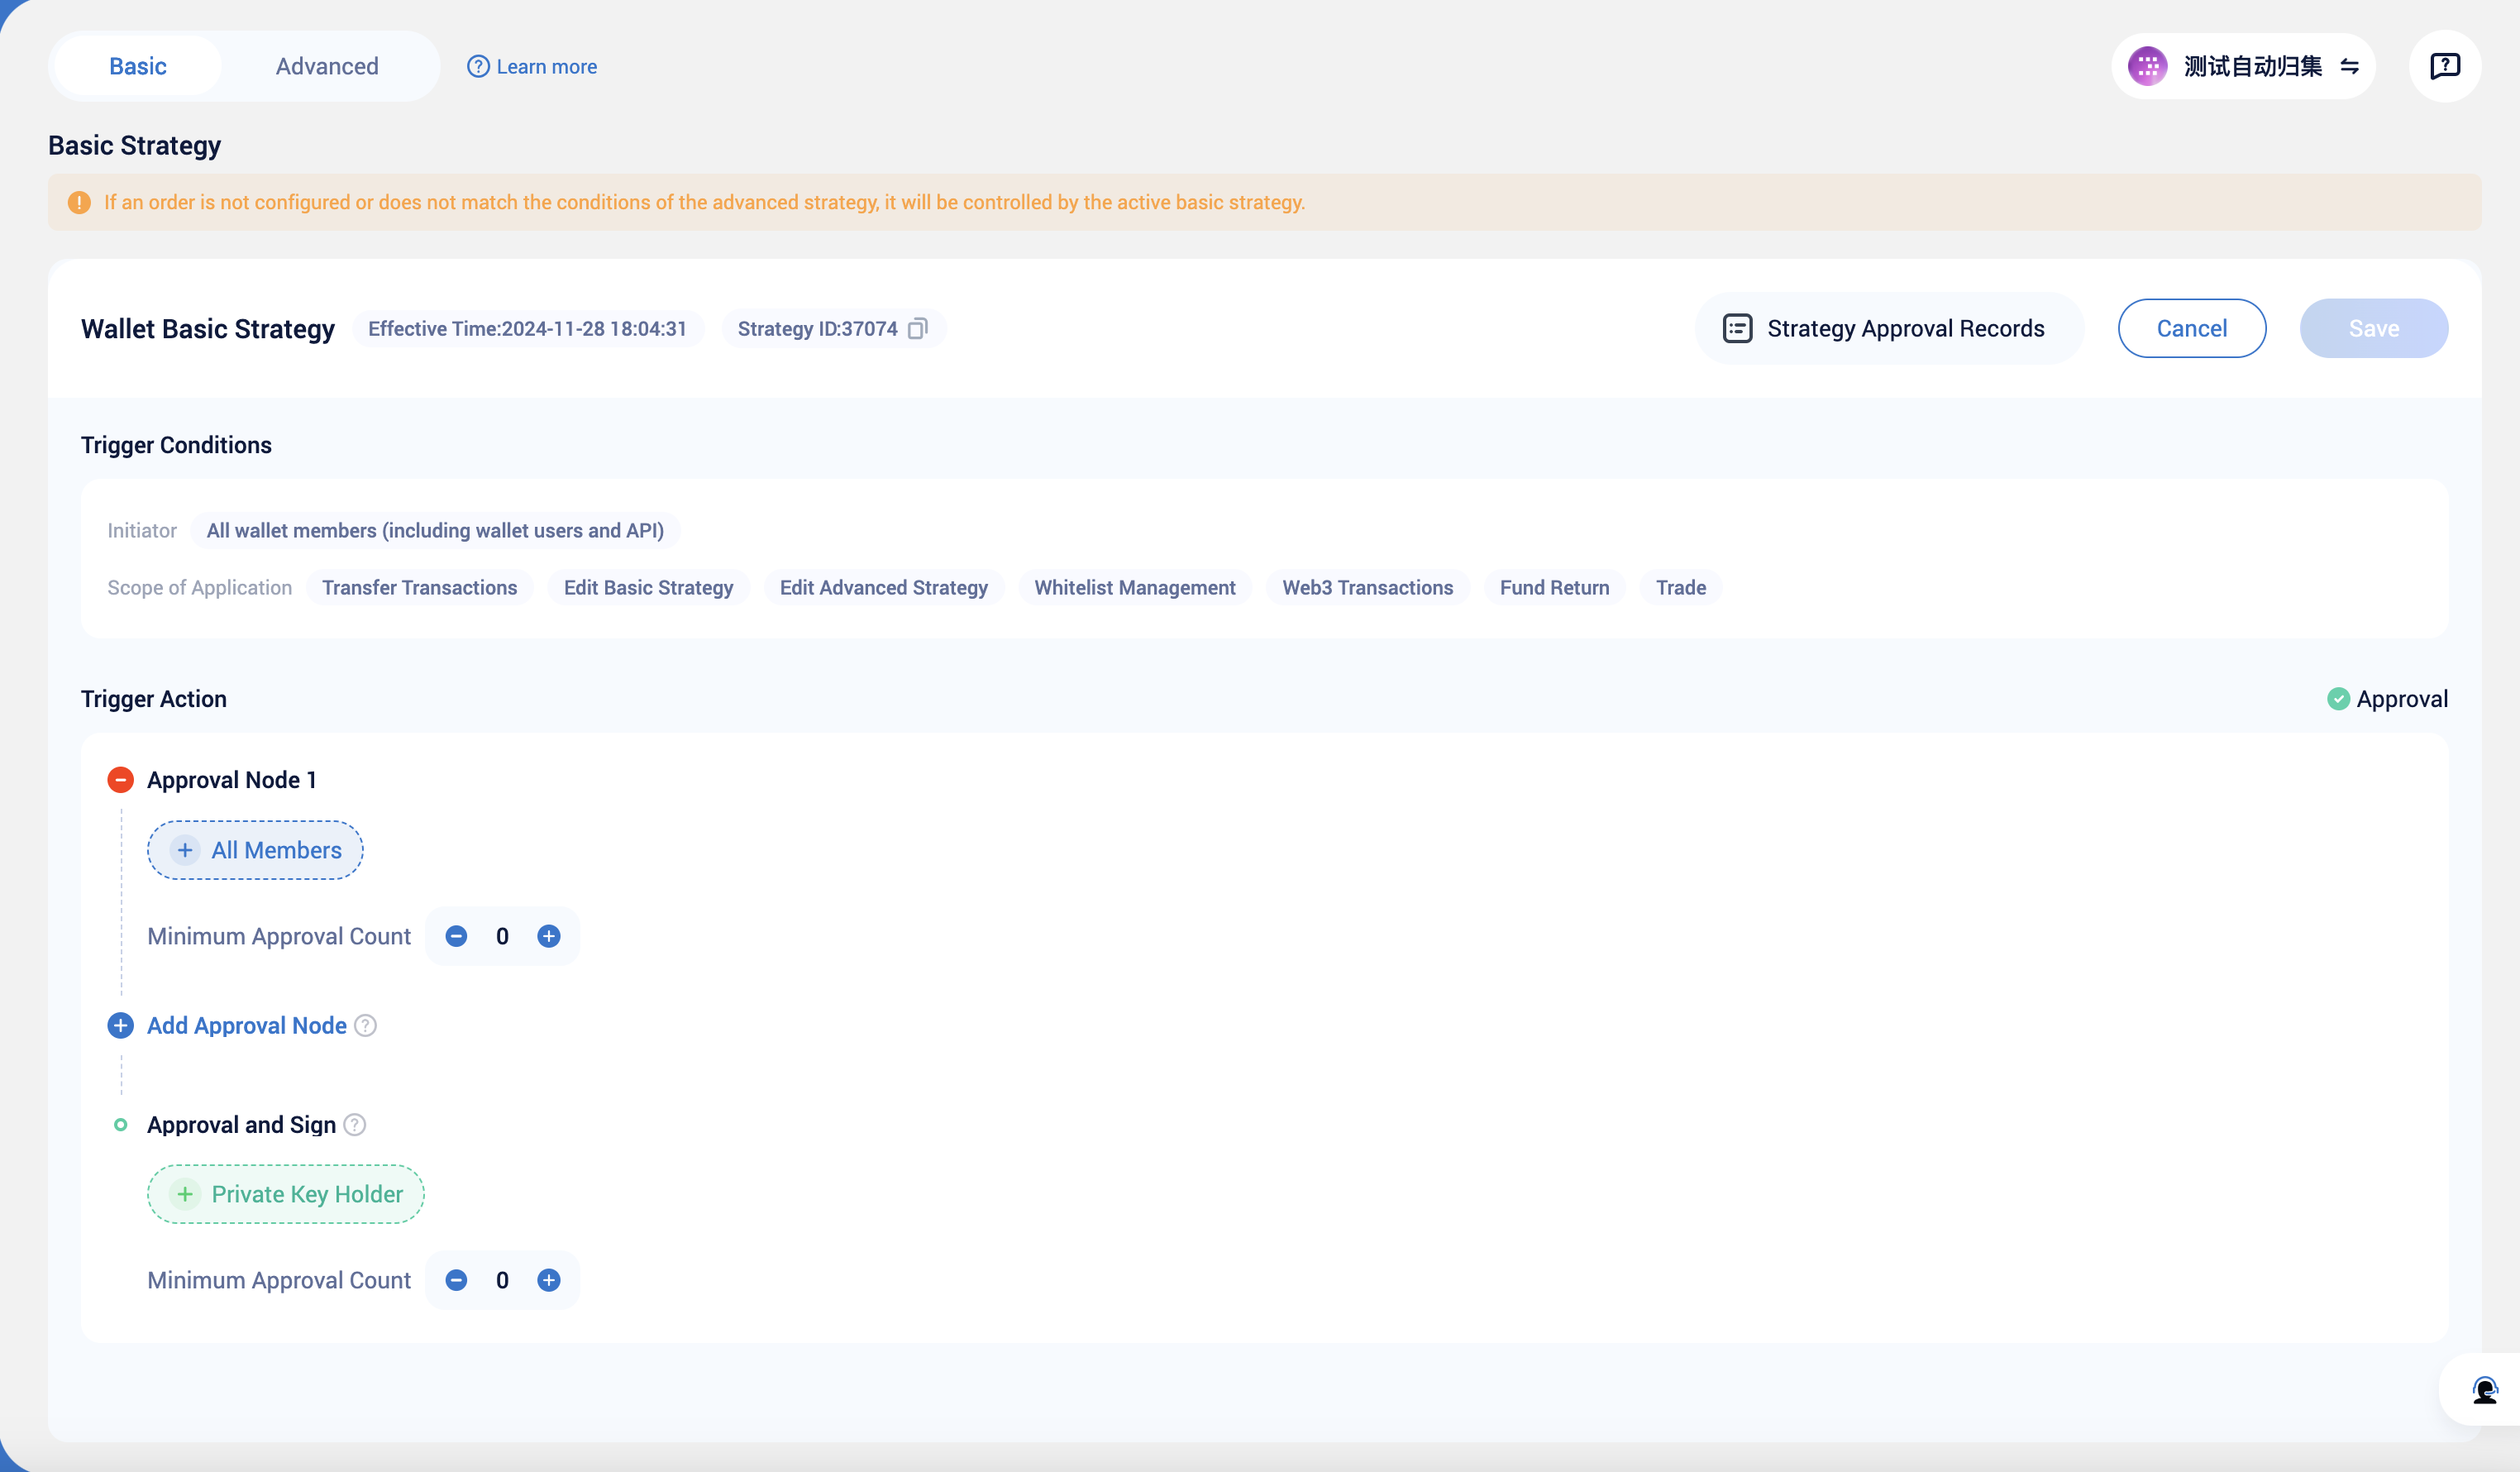 Basic Advanced Learn more 测试自动归集
Basic Strategy
If an order is not configured or does not match the conditions of the advanced strategy, it will be controlled by the active basic strategy.
Wallet Basic Strategy Effective Time:2024-11-28 18:04:31 Strategy ID:37074 Strategy Approval Records Cancel Save
Trigger Conditions
Initiator All wallet members (including wallet users and API)
Scope of Application Transfer Transactions Edit Basic Strategy Edit Advanced Strategy Whitelist Management Web3 Transactions Fund Return Trade
Trigger Action Approval
Approval Node 1
All Members
Minimum Approval Count 0
Add Approval Node
Approval and Sign
Private Key Holder
Minimum Approval Count 0